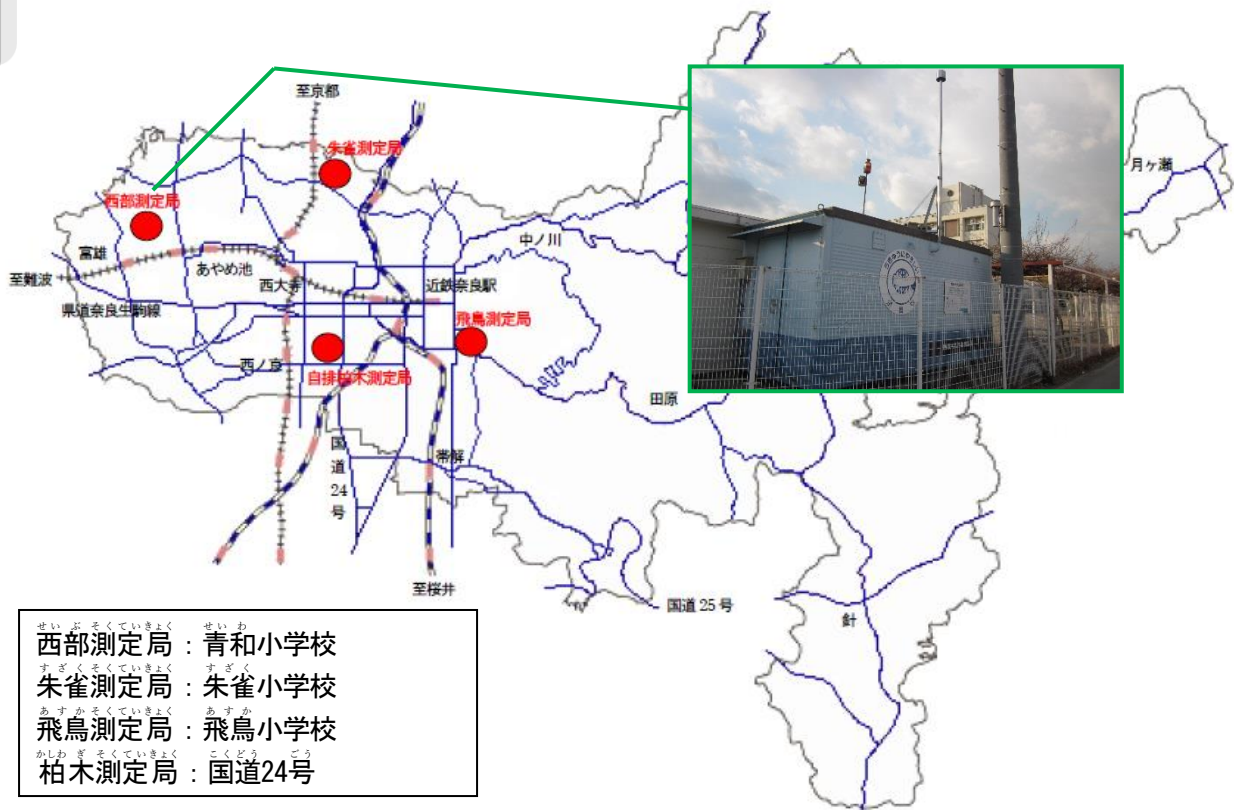 至京都
朱雀測定局
西部測定局
月ヶ瀬
富雄
中ノ川
あやめ池
至難波
西大寺
近鉄奈良駅
県道奈良生駒線
飛鳥測定局
西ノ京
自排柏木測定局
田原
国道24号
帯解
至桜井
国道25号
針
せいぶそくていきょく せいわ
西部測定局：青和小学校
すざくそくていきょく すざく
朱雀測定局：朱雀小学校
あすかそくていきょく あすか
飛鳥測定局：飛鳥小学校
かしわぎそくていきょく こくどう ごう
柏木測定局：国道24号